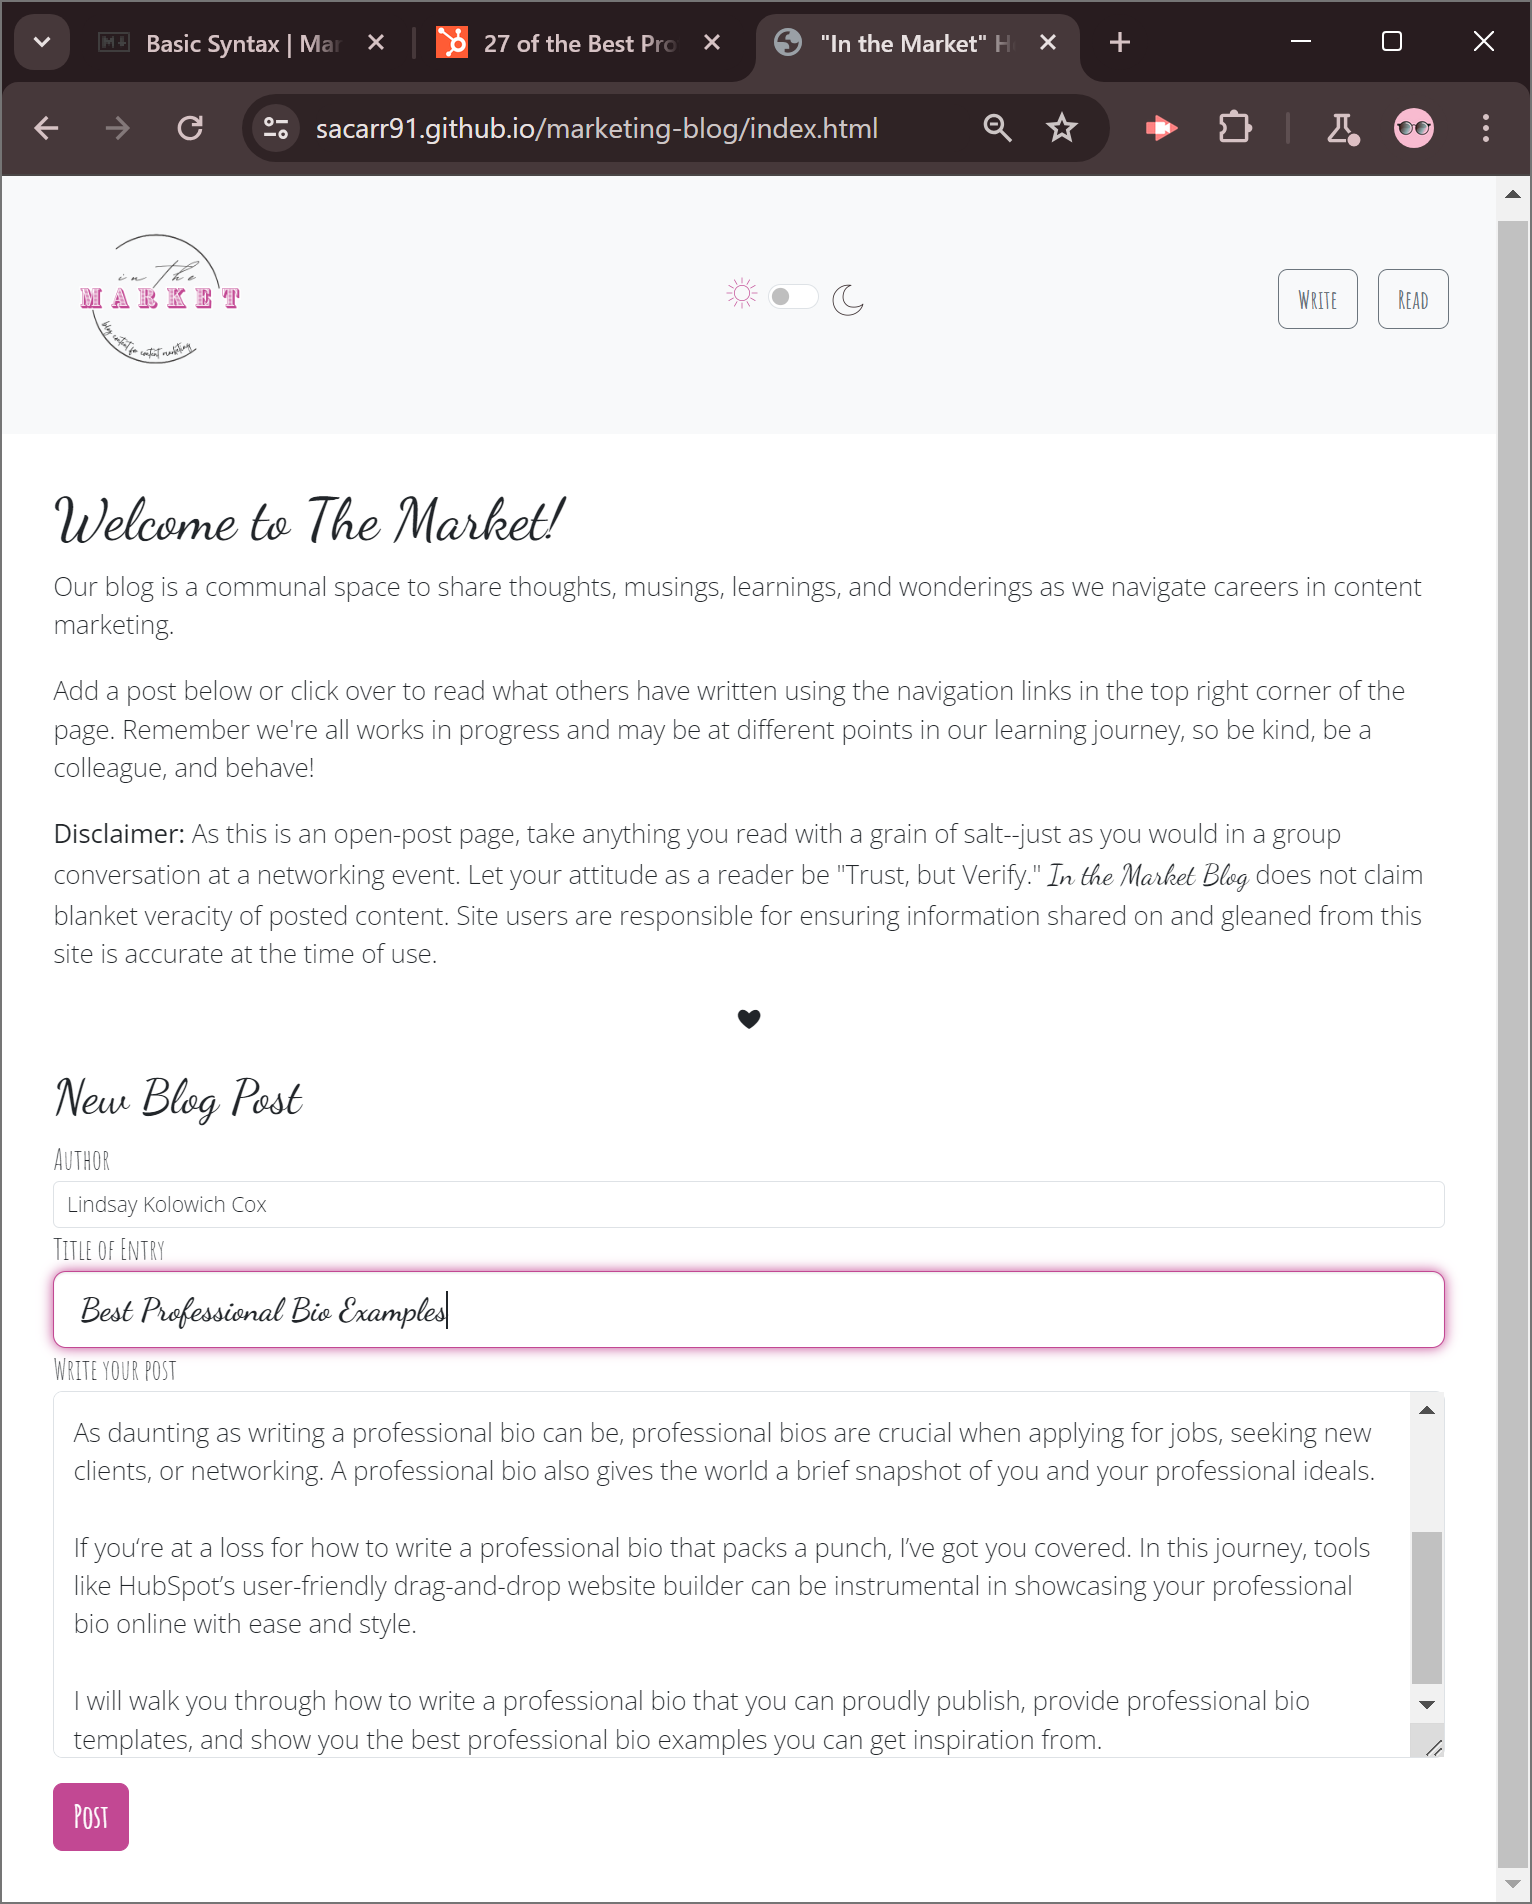 Basic Syntax | Mar
27 of the Best Pro
"In the Market" H
sacarr91.github.io/marketing-blog/index.html
in the
MARKET
blog content for content marketing
Write
Read
Welcome to The Market!
Our blog is a communal space to share thoughts, musings, learnings, and wonderings as we navigate careers in content
marketing.
Add a post below or click over to read what others have written using the navigation links in the top right corner of the
page. Remember we're all works in progress and may be at different points in our learning journey, so be kind, be a
colleague, and behave!
Disclaimer: As this is an open-post page, take anything you read with a grain of salt--just as you would in a group
conversation at a networking event. Let your attitude as a reader be "Trust, but Verify." In the Market Blog does not claim
blanket veracity of posted content. Site users are responsible for ensuring information shared on and gleaned from this
site is accurate at the time of use.
New Blog Post
Author
Lindsay Kolowich Cox
Title of Entry
Best Professional Bio Examples
Write your post
As daunting as writing a professional bio can be, professional bios are crucial when applying for jobs, seeking new
clients, or networking. A professional bio also gives the world a brief snapshot of you and your professional ideals.
If you‘re at a loss for how to write a professional bio that packs a punch, I’ve got you covered. In this journey, tools
like HubSpot’s user-friendly drag-and-drop website builder can be instrumental in showcasing your professional
bio online with ease and style.
I will walk you through how to write a professional bio that you can proudly publish, provide professional bio
templates, and show you the best professional bio examples you can get inspiration from.
Post